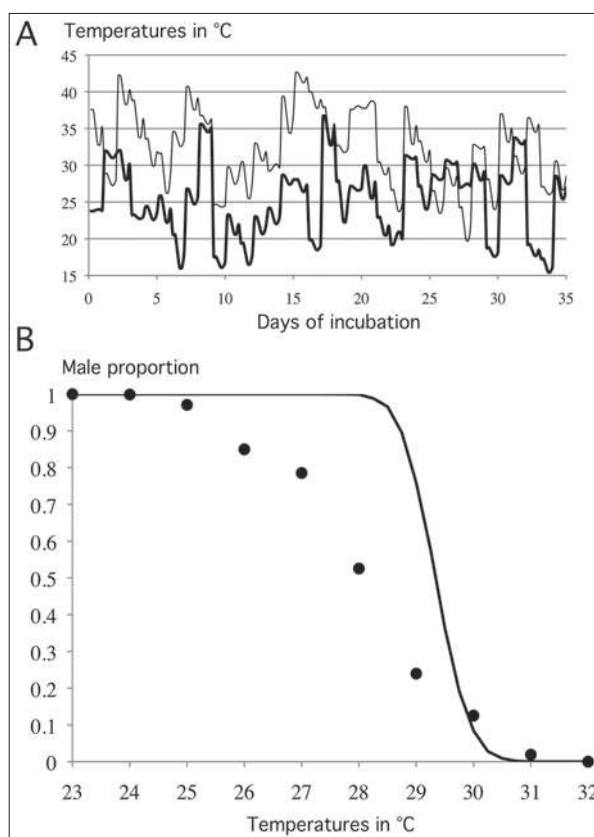 A
Temperatures in °C
45
40
35
30
25
20
15
0 5 10 15 20 25 30 35
Days of incubation
B
Male proportion
1
0.9
0.8
0.7
0.6
0.5
0.4
0.3
0.2
0.1
0
23 24 25 26 27 28 29 30 31 32
Temperatures in °C